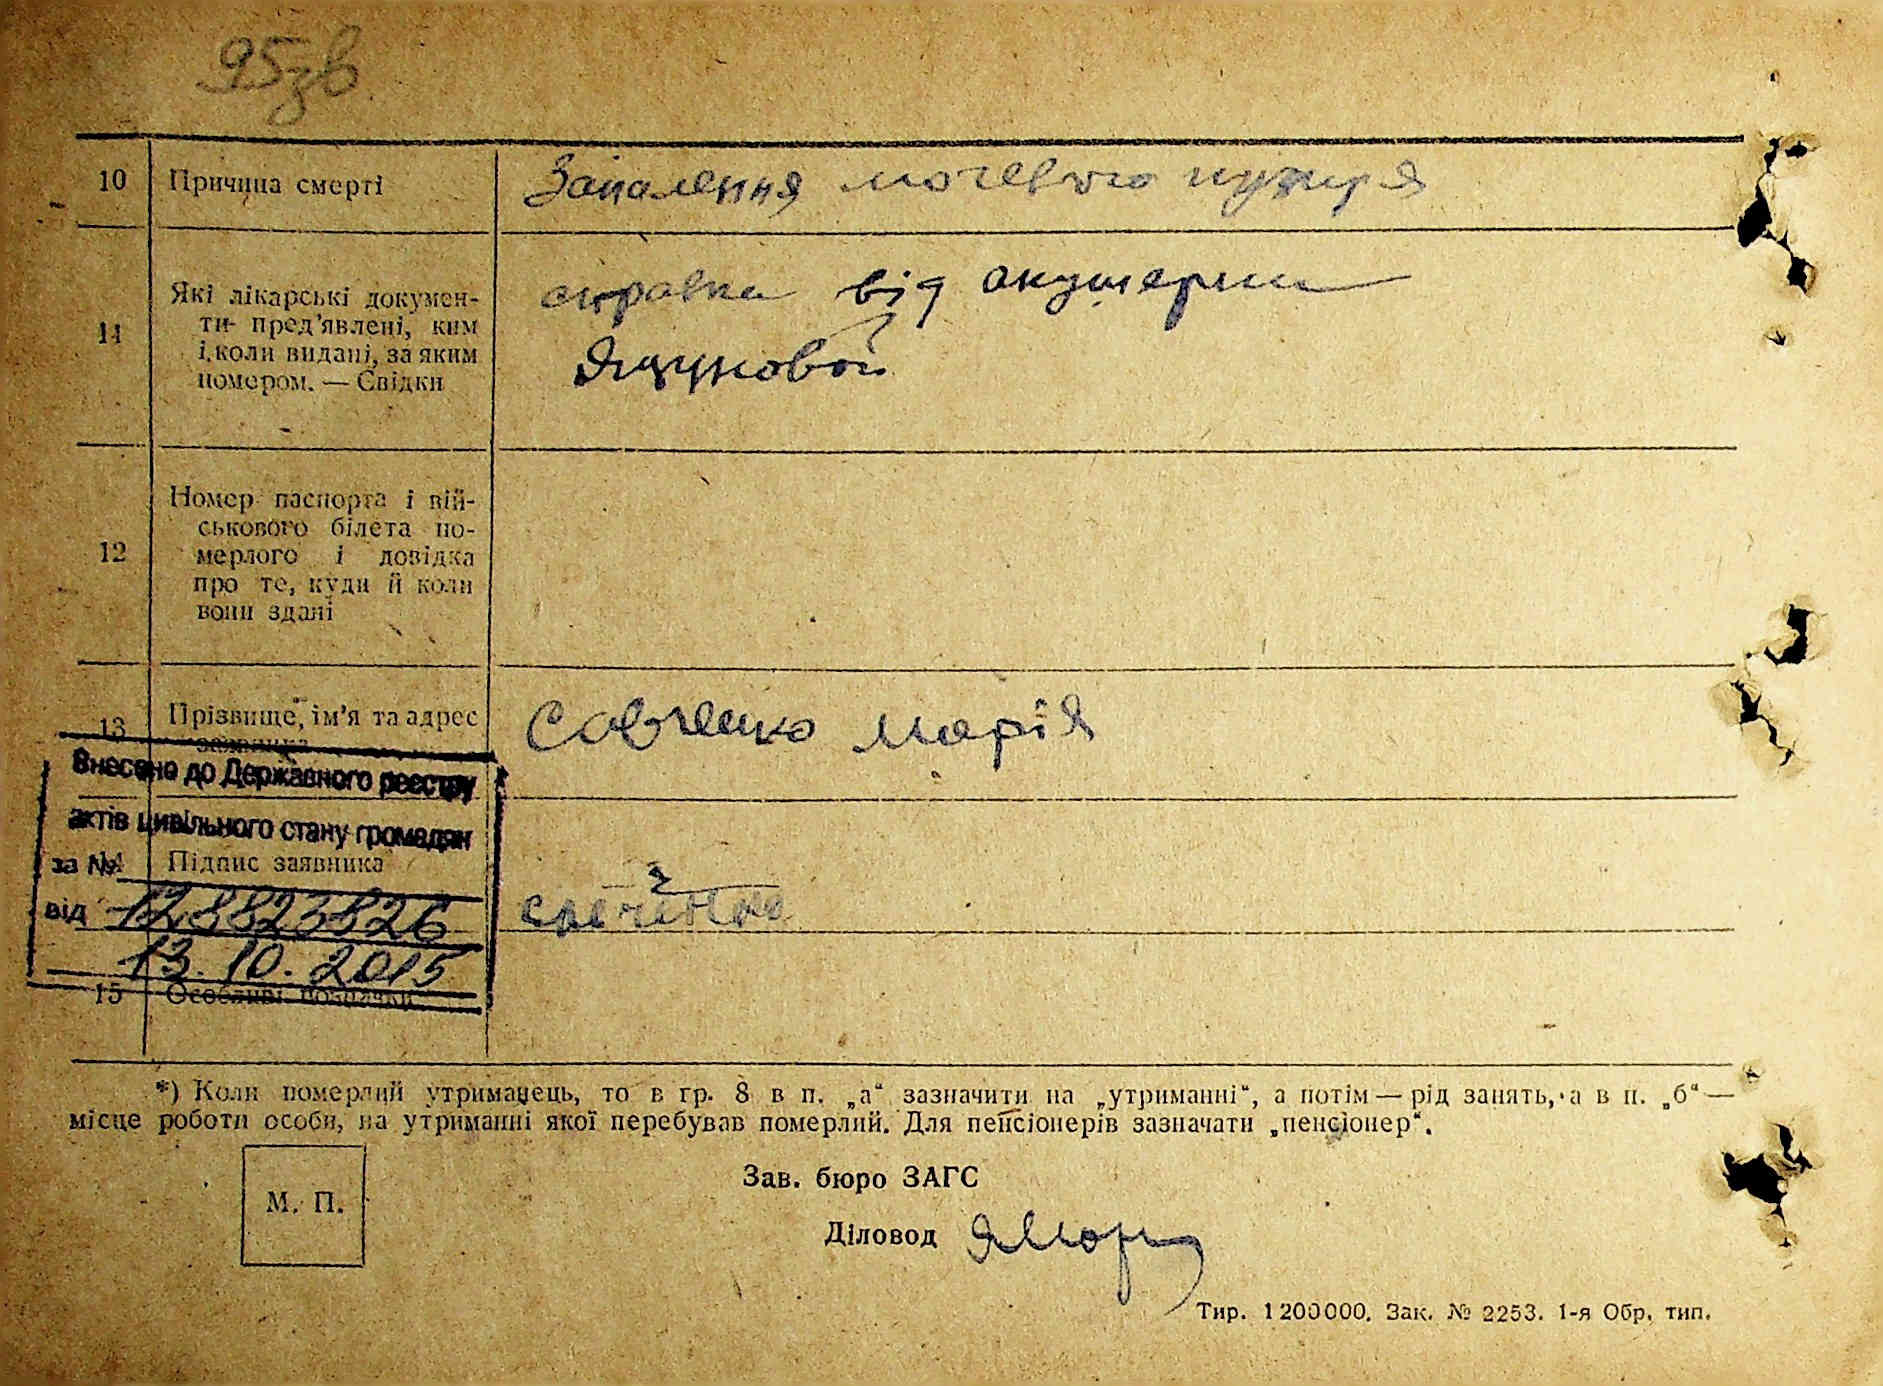 95зв
10 Причина смерті Запалення мочевого пузиря
11 Які лікарські докумен-
ти пред'явлені, ким
і коли видані, за яким
номером. — Свідки
справка від акушерки
Яцуновой
12 Номер паспорта і вій-
ськового білета по-
мерлого і довідка
про те, куди й коли
вони здані
13 Прізвище, ім'я та адрес
заявника
Савченко Марія
Внесено до Державного реєстру
актів цивільного стану громадян
за №
14 Підпис заявника
від 128823826
13.10.2015
15 Особливі позначки
*) Коли померлий утриманець, то в гр. 8 в п. „а“ зазначити на „утриманні“, а потім — рід занять, а в п. „б“ —
місце роботи особи, на утриманні якої перебував померлий. Для пенсіонерів зазначати „пенсіонер“.
М. П.
Зав. бюро ЗАГС
Діловод
Тир. 1200000. Зак. № 2253. 1-я Обр. тип.